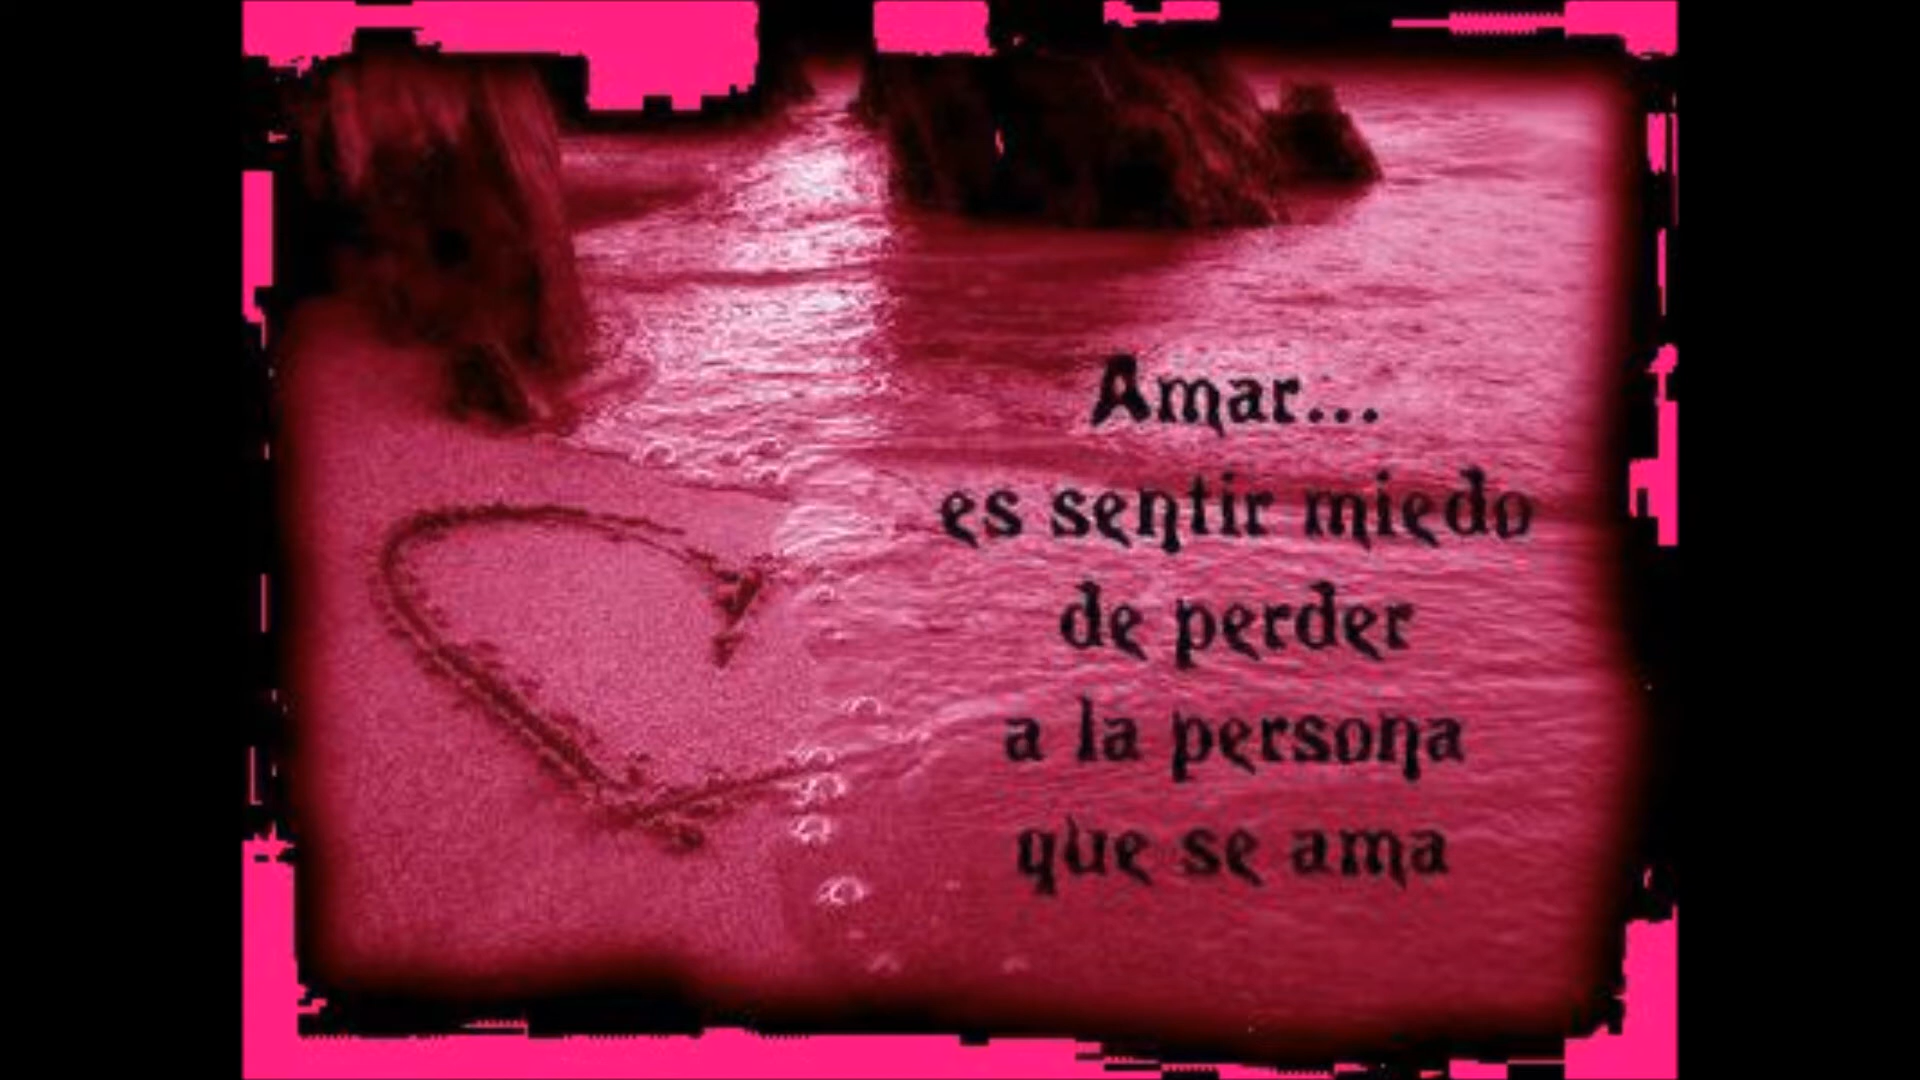 Amar...
es sentir miedo
de perder
a la persona
que se ama